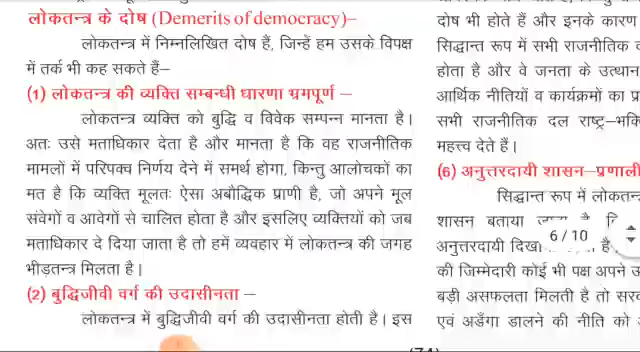 लोकतन्त्र के दोष (Demerits of democracy)–
लोकतन्त्र में निम्नलिखित दोष हैं, जिन्हें हम उसके विपक्ष
में तर्क भी कह सकते हैं–
(1) लोकतन्त्र की व्यक्ति सम्बन्धी धारणा भ्रमपूर्ण –
लोकतन्त्र व्यक्ति को बुद्धि व विवेक सम्पन्न मानता है।
अतः उसे मताधिकार देता है और मानता है कि वह राजनीतिक
मामलों में परिपक्व निर्णय देने में समर्थ होगा, किन्तु आलोचकों का
मत है कि व्यक्ति मूलतः ऐसा अबौद्धिक प्राणी है, जो अपने मूल
संवेगों व आवेगों से चालित होता है और इसलिए व्यक्तियों को जब
मताधिकार दे दिया जाता है तो हमें व्यवहार में लोकतन्त्र की जगह
भीड़तन्त्र मिलता है।
(2) बुद्धिजीवी वर्ग की उदासीनता –
लोकतन्त्र में बुद्धिजीवी वर्ग की उदासीनता होती है। इस
दोष भी होते हैं और इनके कारण
सिद्धान्त रूप में सभी राजनीतिक
होता है और वे जनता के उत्थान
आर्थिक नीतियों व कार्यक्रमों का
सभी राजनीतिक दल राष्ट्र–
महत्त्व देते हैं।
(6) अनुत्तरदायी शासन–प्रणाली
सिद्धान्त रूप में
शासन बताया
अनुत्तरदायी
की जिम्मेदारी कोई भी पक्ष अपने
बड़ी असफलता मिलती है तो
एवं अडँगा डालने की नीति को
6 / 10